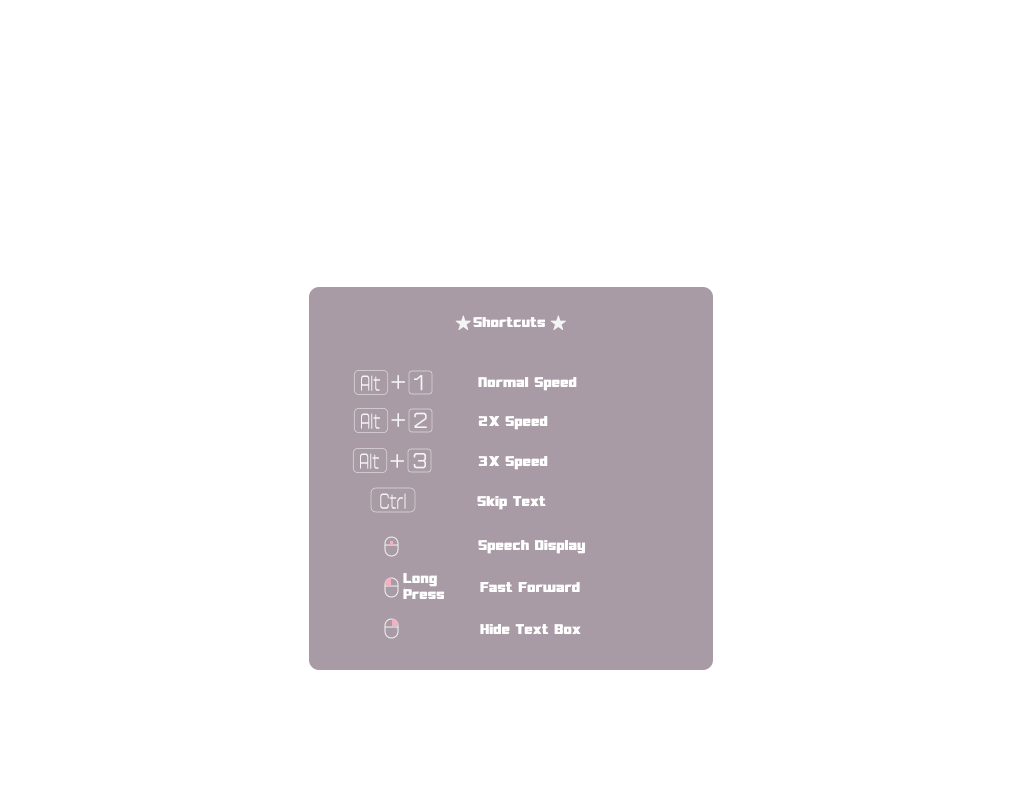 ★Shortcuts ★
Alt+1 Normal Speed
Alt+2 2X Speed
Alt+3 3X Speed
Ctrl Skip Text
Speech Display
Long
Press Fast Forward
Hide Text Box